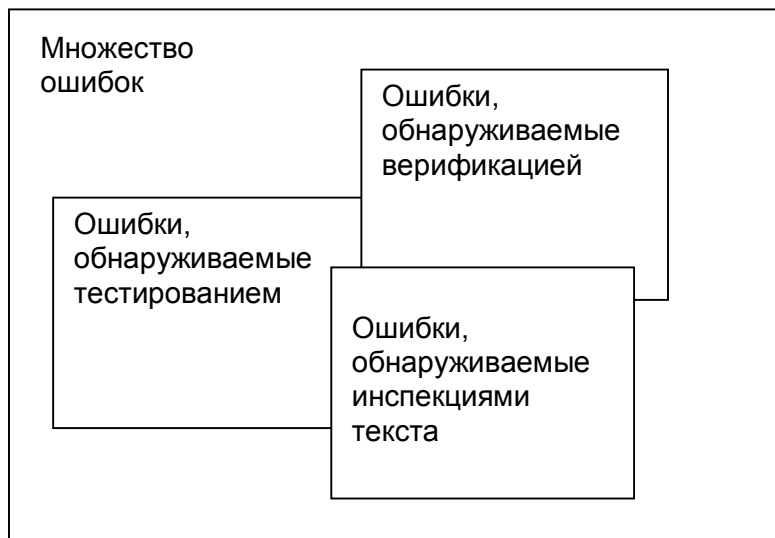 Множество
ошибок
Ошибки,
обнаруживаемые
верификацией
Ошибки,
обнаруживаемые
тестированием
Ошибки,
обнаруживаемые
инспекциями
текста